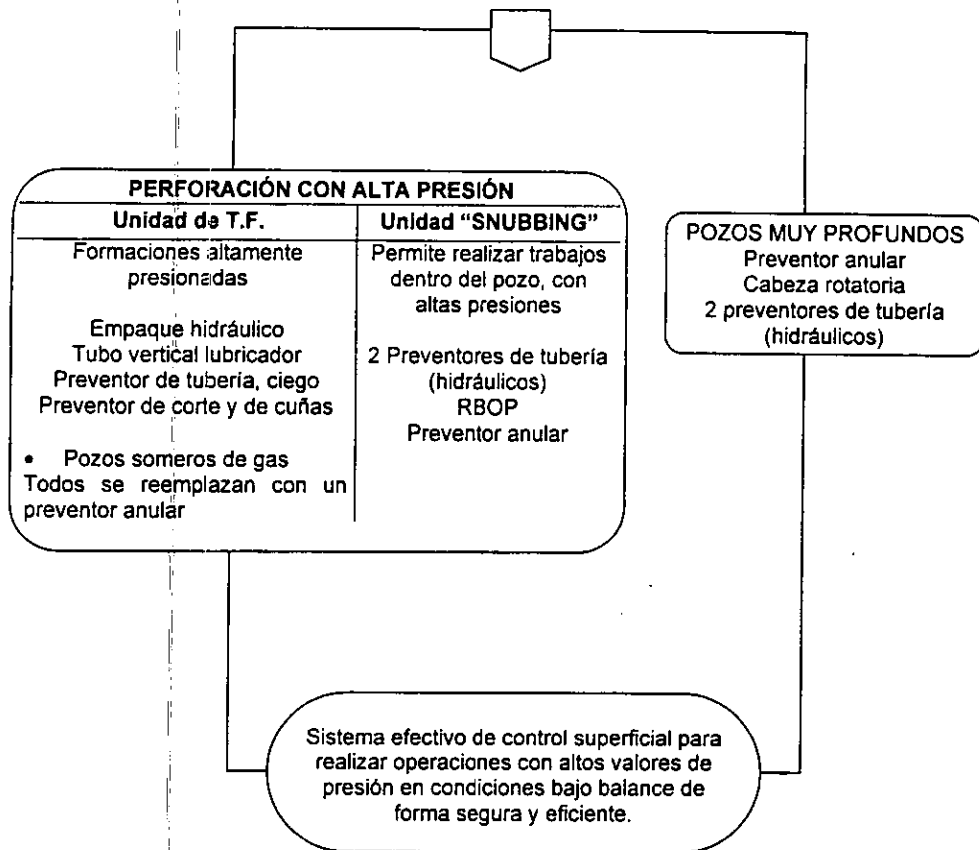 PERFORACIÓN CON ALTA PRESIÓN
Unidad de T.F.
Formaciones altamente
presionadas
Empaque hidráulico
Tubo vertical lubricador
Preventor de tubería, ciego
Preventor de corte y de cuñas
• Pozos someros de gas
Todos se reemplazan con un
preventor anular
Unidad “SNUBBING”
Permite realizar trabajos
dentro del pozo, con
altas presiones
2 Preventores de tubería
(hidráulicos)
RBOP
Preventor anular
POZOS MUY PROFUNDOS
Preventor anular
Cabeza rotatoria
2 preventores de tubería
(hidráulicos)
Sistema efectivo de control superficial para
realizar operaciones con altos valores de
presión en condiciones bajo balance de
forma segura y eficiente.